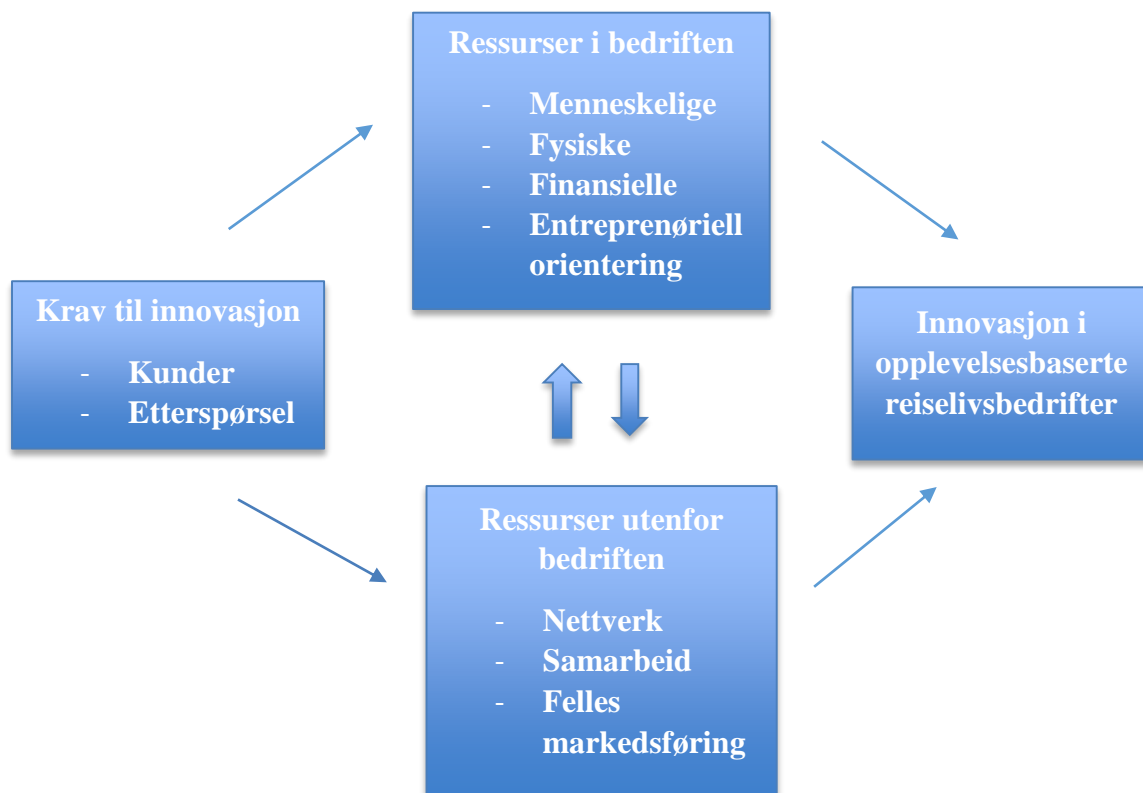 Ressurser i bedriften
- Menneskelige
- Fysiske
- Finansielle
- Entreprenøriell
orientering
Krav til innovasjon
- Kunder
- Etterspørsel
Innovasjon i
opplevelsesbaserte
reiselivsbedrifter
Ressurser utenfor
bedriften
- Nettverk
- Samarbeid
- Felles
markedsføring